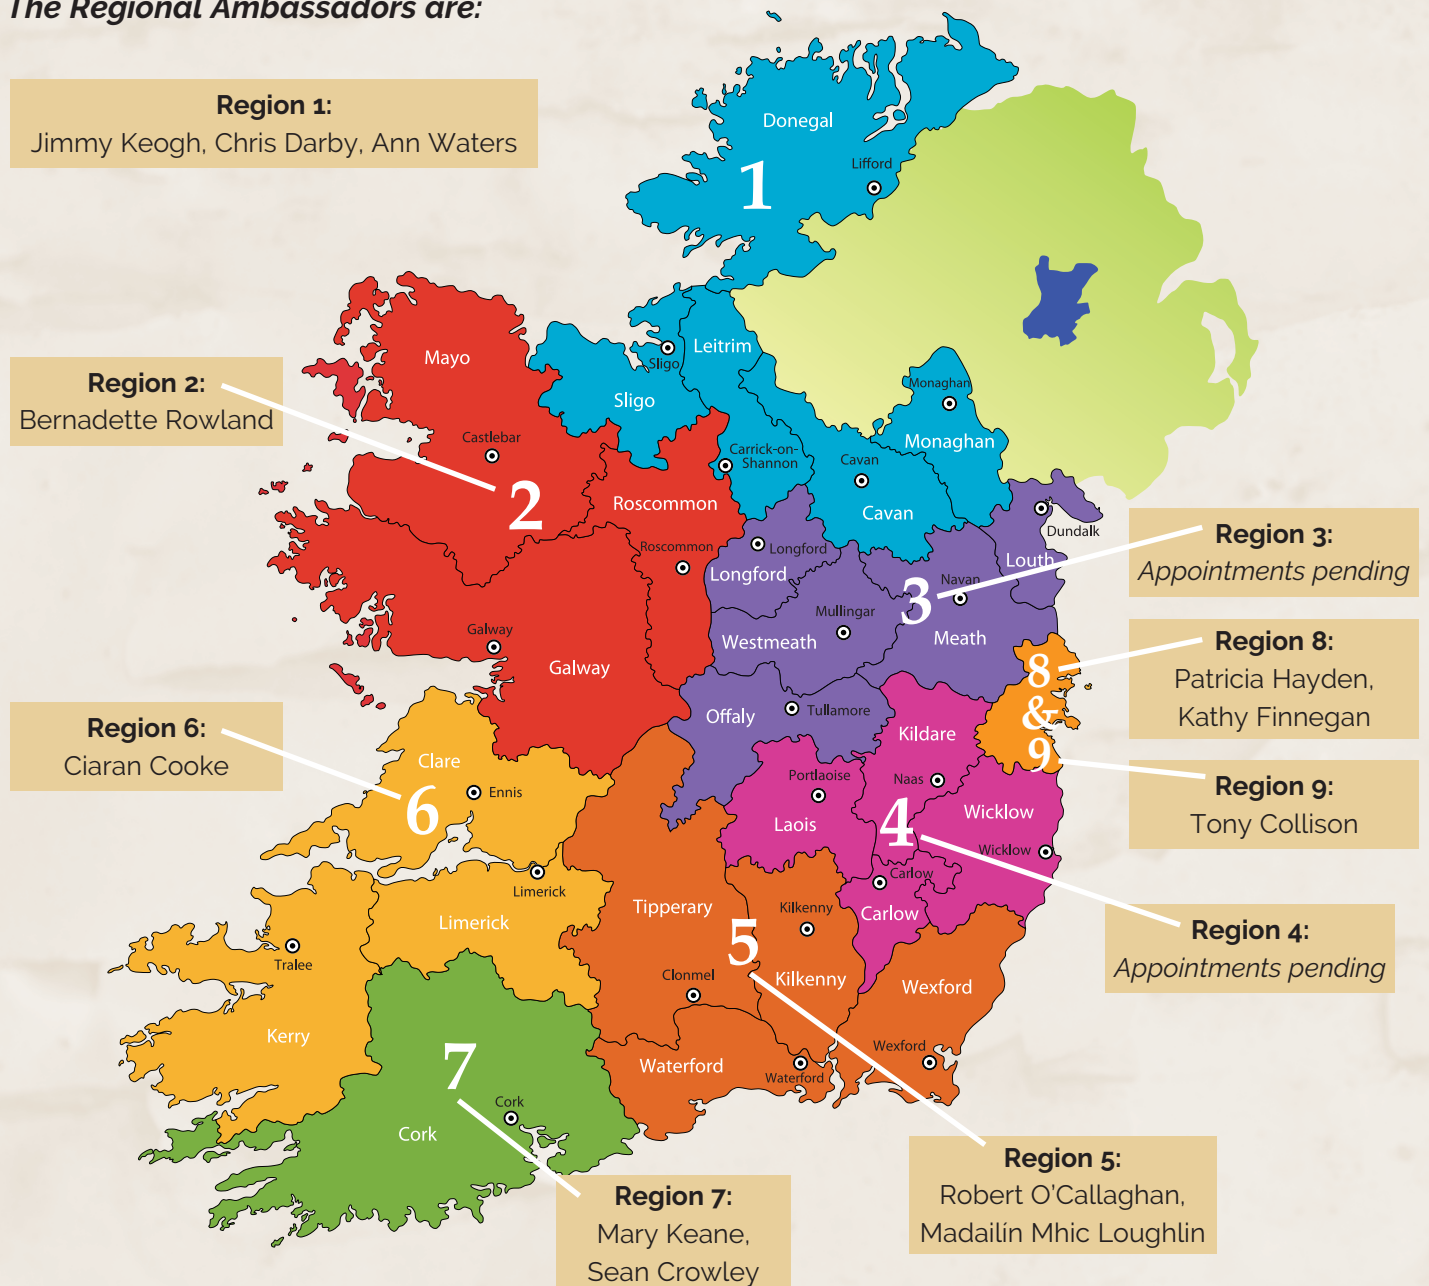 The Regional Ambassadors are:
Region 1:
Jimmy Keogh, Chris Darby, Ann Waters
Donegal
Lifford
1
Mayo
Sligo
Leitrim
Region 2:
Bernadette Rowland
Sligo
Monaghan
Monaghan
Castlebar
Carrick-on-
Shannon
Cavan
Cavan
2
Roscommon
Roscommon
Longford
Longford
Dundalk
Louth
Region 3:
Appointments pending
3
Navan
Meath
Mullingar
Westmeath
Galway
Galway
8
&
9
Region 8:
Patricia Hayden,
Kathy Finnegan
Offaly
Tullamore
Kildare
Region 6:
Ciaran Cooke
Clare
Ennis
6
Portlaoise
Laois
Naas
4
Wicklow
Wicklow
Region 9:
Tony Collison
Limerick
Limerick
Carlow
Carlow
Tipperary
Kilkenny
Kilkenny
5
Region 4:
Appointments pending
Tralee
Kerry
Clonmel
Wexford
Wexford
Waterford
Waterford
7
Cork
Cork
Region 5:
Robert O'Callaghan,
Madailín Mhic Loughlin
Region 7:
Mary Keane,
Sean Crowley